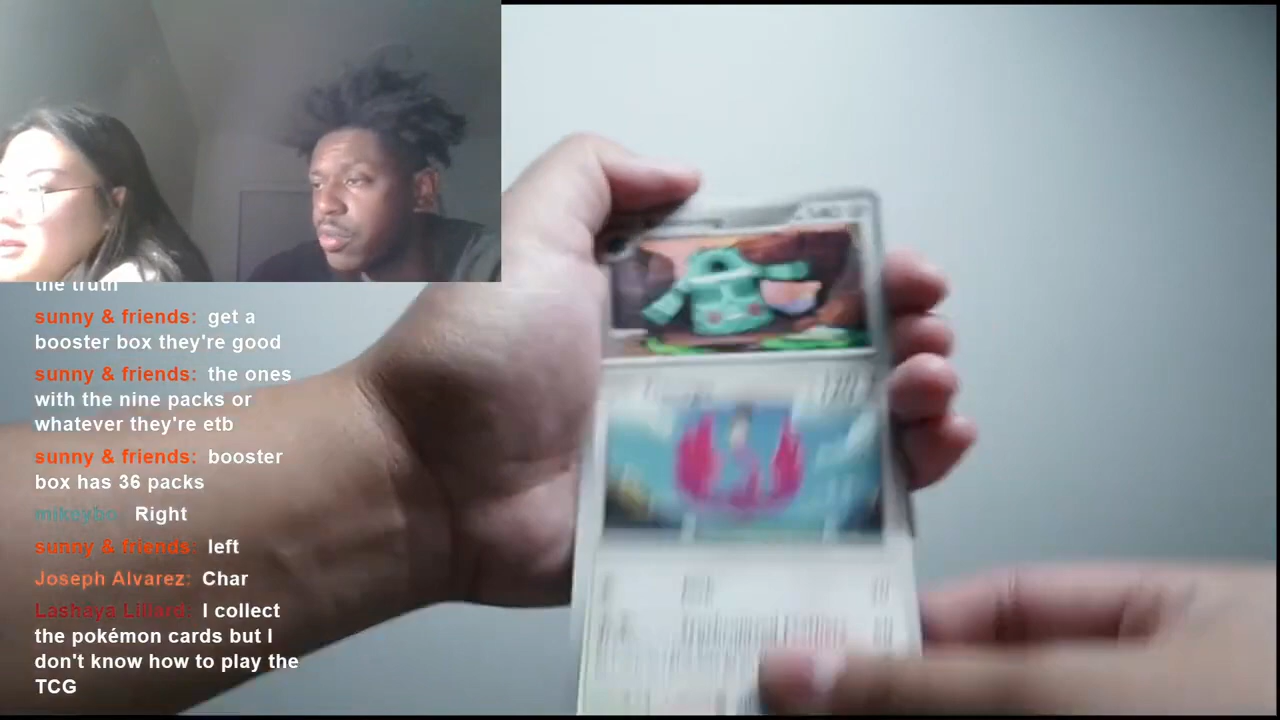 the truth
sunny & friends: get a
booster box they're good
sunny & friends: the ones
with the nine packs or
whatever they're etb
sunny & friends: booster
box has 36 packs
Right
sunny & friends: left
Joseph Alvarez: Char
Lashaya Lillard: I collect
the pokémon cards but I
don't know how to play the
TCG